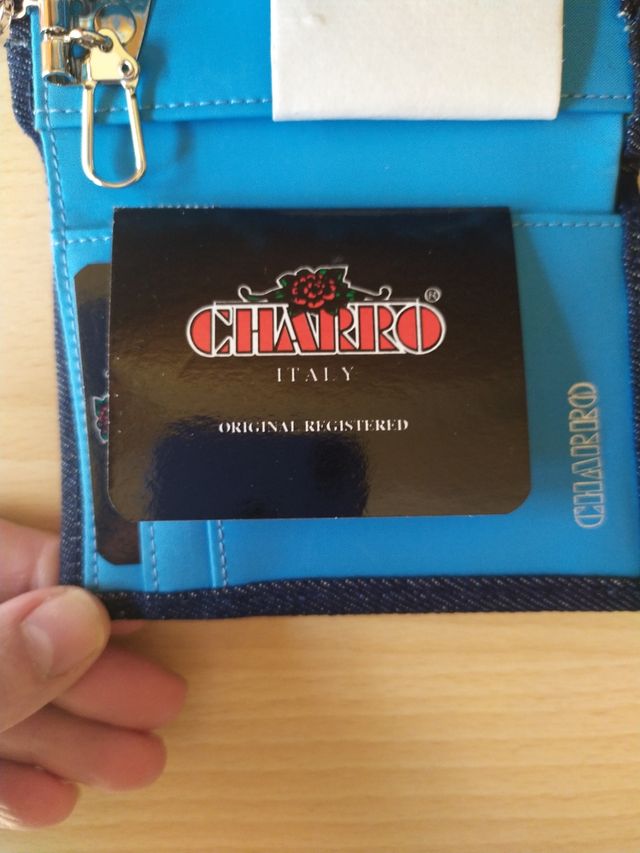 CHARRO
®
ITALY
ORIGINAL REGISTERED
CHARRO